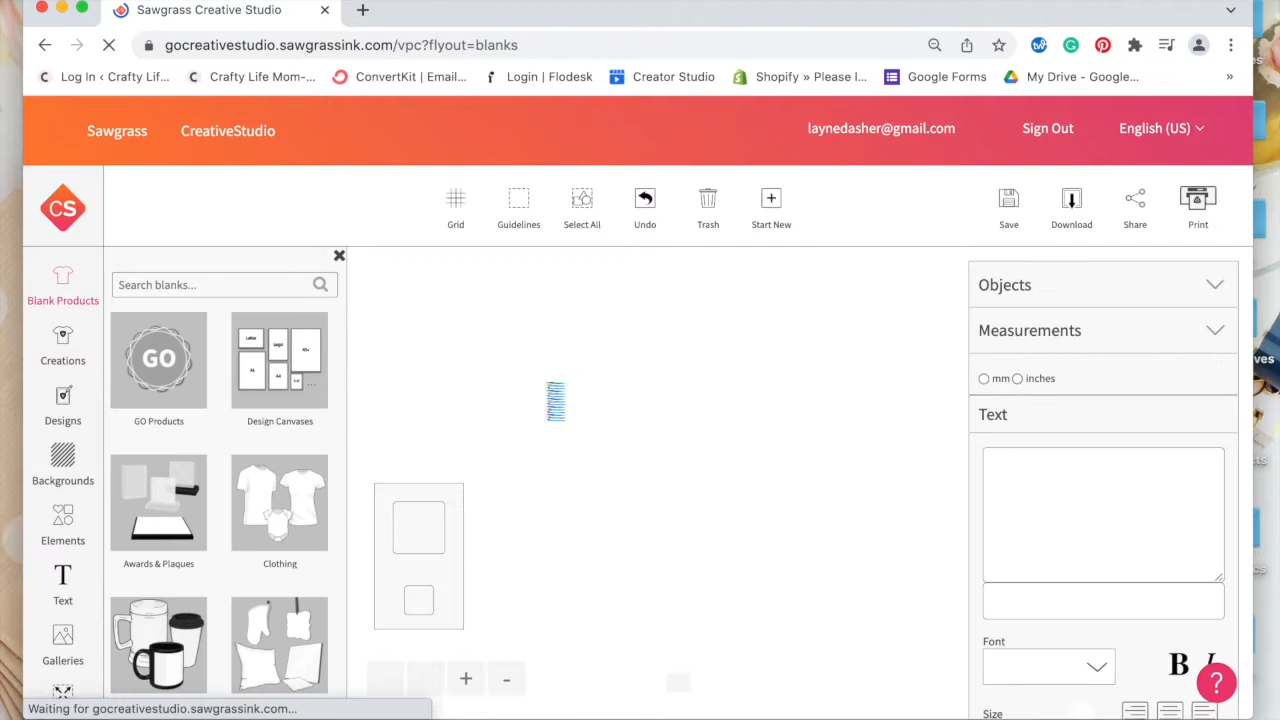 Sawgrass Creative Studio
gocreativestudio.sawgrassink.com/vpc?flyout=blanks
Log In ‹ Crafty Lif... Crafty Life Mom-... ConvertKit | Email... Login | Flodesk Creator Studio Shopify » Please l... Google Forms My Drive - Google... »
Sawgrass CreativeStudio laynedasher@gmail.com Sign Out English (US)
CS
Grid Guidelines Select All Undo Trash Start New Save Download Share Print
Blank Products
Creations
Designs
Backgrounds
Elements
Text
Galleries
Search blanks...
GO
GO Products Design Canvases
Awards & Plaques Clothing
+ -
Objects
Measurements
mm inches
Text
Font
B I
Size
?
Waiting for gocreativestudio.sawgrassink.com...